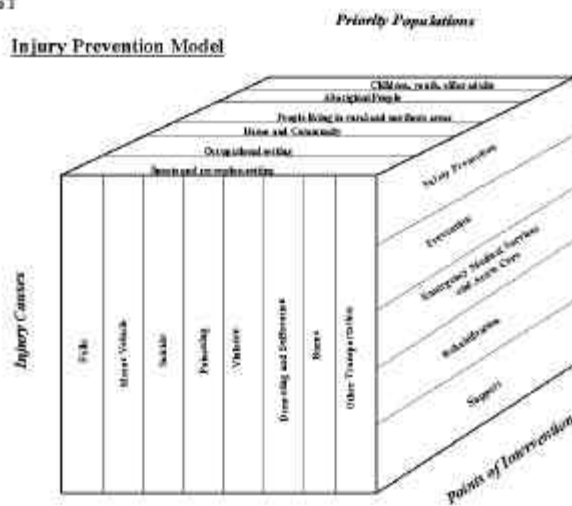 Priority Populations
Injury Prevention Model
Children, youth, older adults
Aboriginal People
People living in rural and northern areas
Home and Community
Occupational setting
Sports and recreation setting
Injury Causes
Falls
Motor Vehicle
Suicide
Poisoning
Violence
Drowning and Suffocation
Burns
Other Transportation
Injury Promotion
Prevention
Emergency Medical Services
and Acute Care
Rehabilitation
Support
Points of Intervention